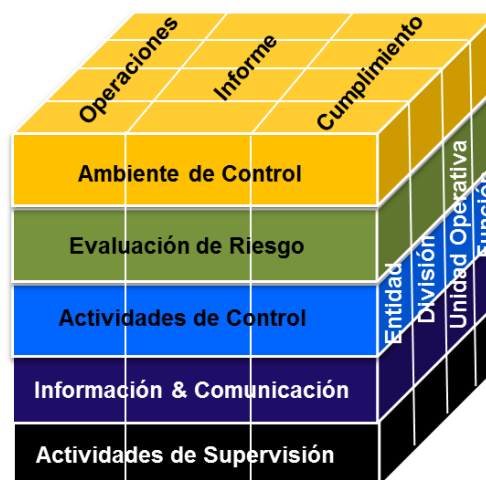 Operaciones
Informe
Cumplimiento
Ambiente de Control
Evaluación de Riesgo
Actividades de Control
Información & Comunicación
Actividades de Supervisión
Entidad
División
Unidad Operativa
Función